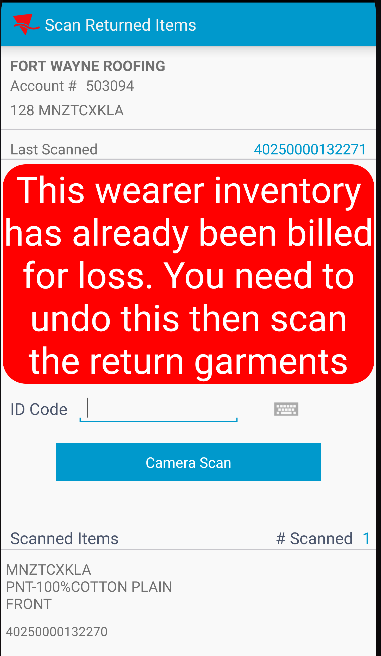 Scan Returned Items
FORT WAYNE ROOFING
Account # 503094
128 MNZTCXKLA
Last Scanned 40250000132271
This wearer inventory
has already been billed
for loss. You need to
undo this then scan
the return garments
ID Code
Camera Scan
Scanned Items # Scanned 1
MNZTCXKLA
PNT-100%COTTON PLAIN
FRONT
40250000132270